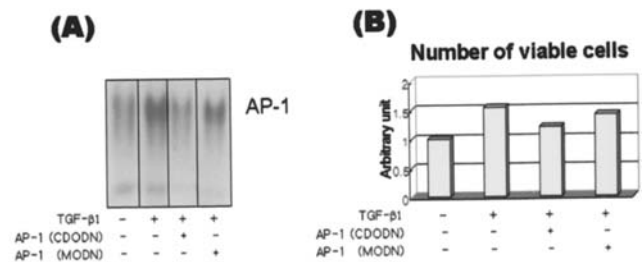 (A)
AP-1
TGF-β1 - + + +
AP-1 (CDODN) - - + -
AP-1 (MODN) - - - +
(B)
Number of viable cells
Arbitrary unit
2
1.5
1
0.5
0
TGF-β1 - + + +
AP-1 (CDODN) - - + -
AP-1 (MODN) - - - +